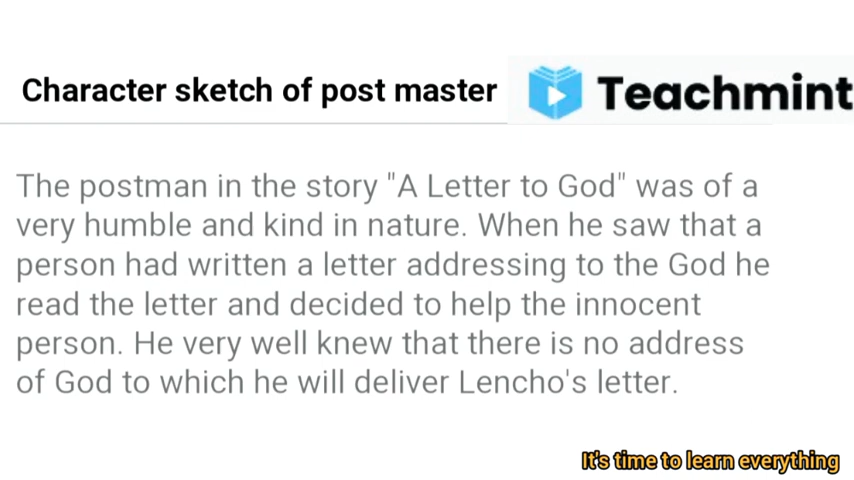 Character sketch of post master
Teachmint
The postman in the story "A Letter to God" was of a
very humble and kind in nature. When he saw that a
person had written a letter addressing to the God he
read the letter and decided to help the innocent
person. He very well knew that there is no address
of God to which he will deliver Lencho's letter.
It's time to learn everything